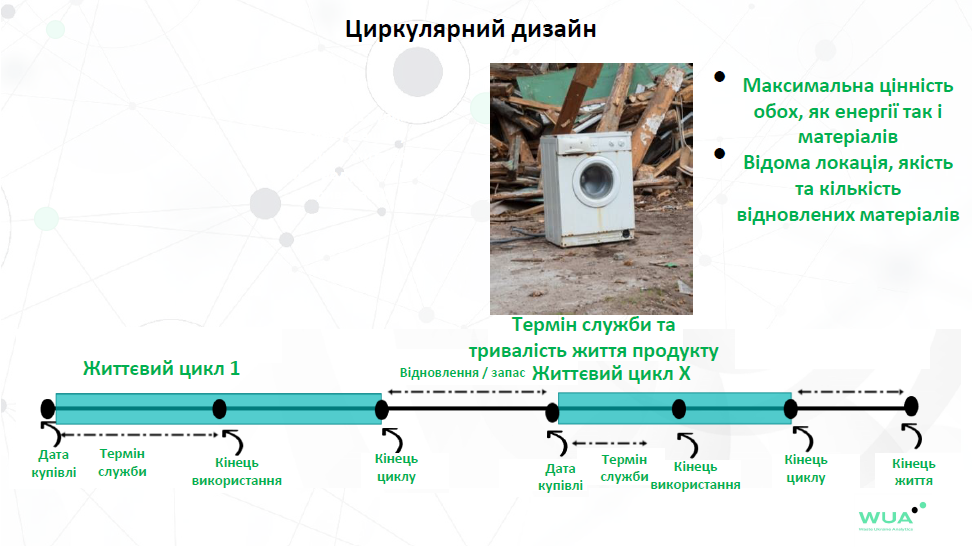 Циркулярний дизайн
Максимальна цінність
обох, як енергії так і
матеріалів
Відома локація, якість
та кількість
відновлених матеріалів
Термін служби та
тривалість життя продукту
Життєвий цикл 1
Відновлення / запас
Життєвий цикл X
Дата
купівлі
Термін
служби
Кінець
використання
Кінець
циклу
Дата
купівлі
Термін
служби
Кінець
використання
Кінець
циклу
Кінець
життя
WUA